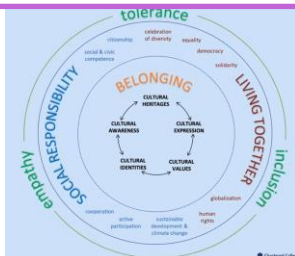 tolerance
celebration
of diversity
citizenship
equality
social & civic
competence
democracy
solidarity
BELONGING
CULTURAL
HERITAGES
SOCIAL RESPONSIBILITY
LIVING TOGETHER
CULTURAL
AWARENESS
CULTURAL
EXPRESSION
CULTURAL
IDENTITIES
CULTURAL
VALUES
empathy
inclusion
globalization
cooperation
human
rights
active
participation
sustainable
development &
climate change